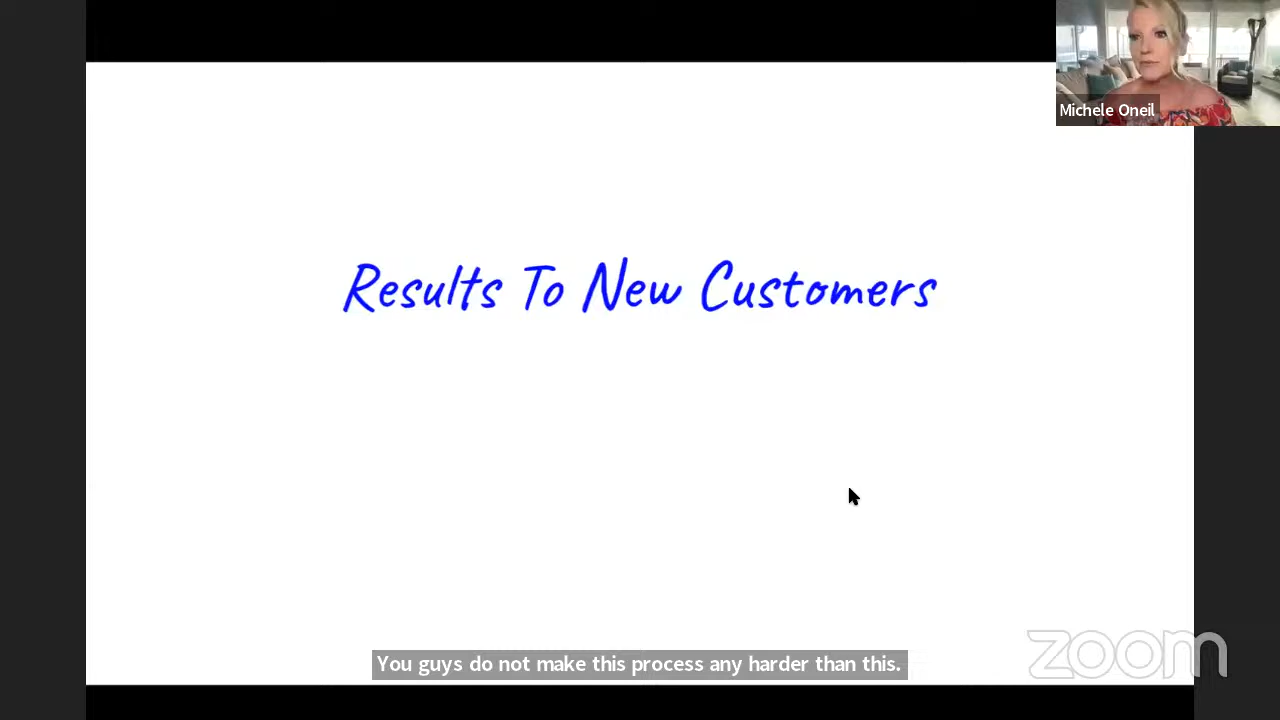 Michele Oneil
Results To New Customers
You guys do not make this process any harder than this.
zoom